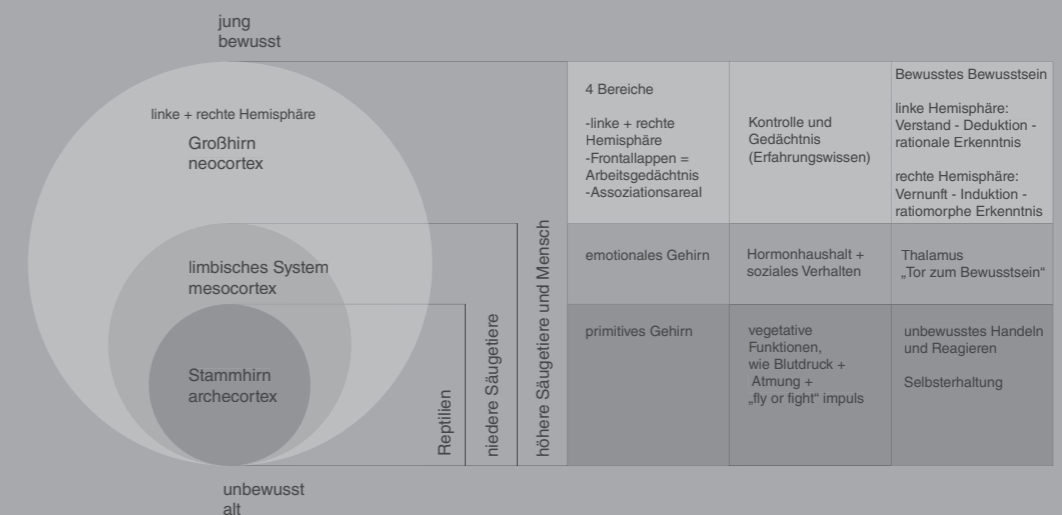 jung
bewusst
linke + rechte Hemisphäre
Großhirn
neocortex
limbisches System
mesocortex
Stammhirn
archecortex
unbewusst
alt
Reptilien
niedere Säugetiere
höhere Säugetiere und Mensch
4 Bereiche
-linke + rechte
Hemisphäre
-Frontallappen =
Arbeitsgedächtnis
-Assoziationsareal
Kontrolle und
Gedächtnis
(Erfahrungswissen)
Bewusstes Bewusstsein
linke Hemisphäre:
Verstand - Deduktion -
rationale Erkenntnis
rechte Hemisphäre:
Vernunft - Induktion -
ratiomorphe Erkenntnis
emotionales Gehirn
Hormonhaushalt +
soziales Verhalten
Thalamus
„Tor zum Bewusstsein“
primitives Gehirn
vegetative
Funktionen,
wie Blutdruck +
Atmung +
„fly or fight“ impuls
unbewusstes Handeln
und Reagieren
Selbsterhaltung